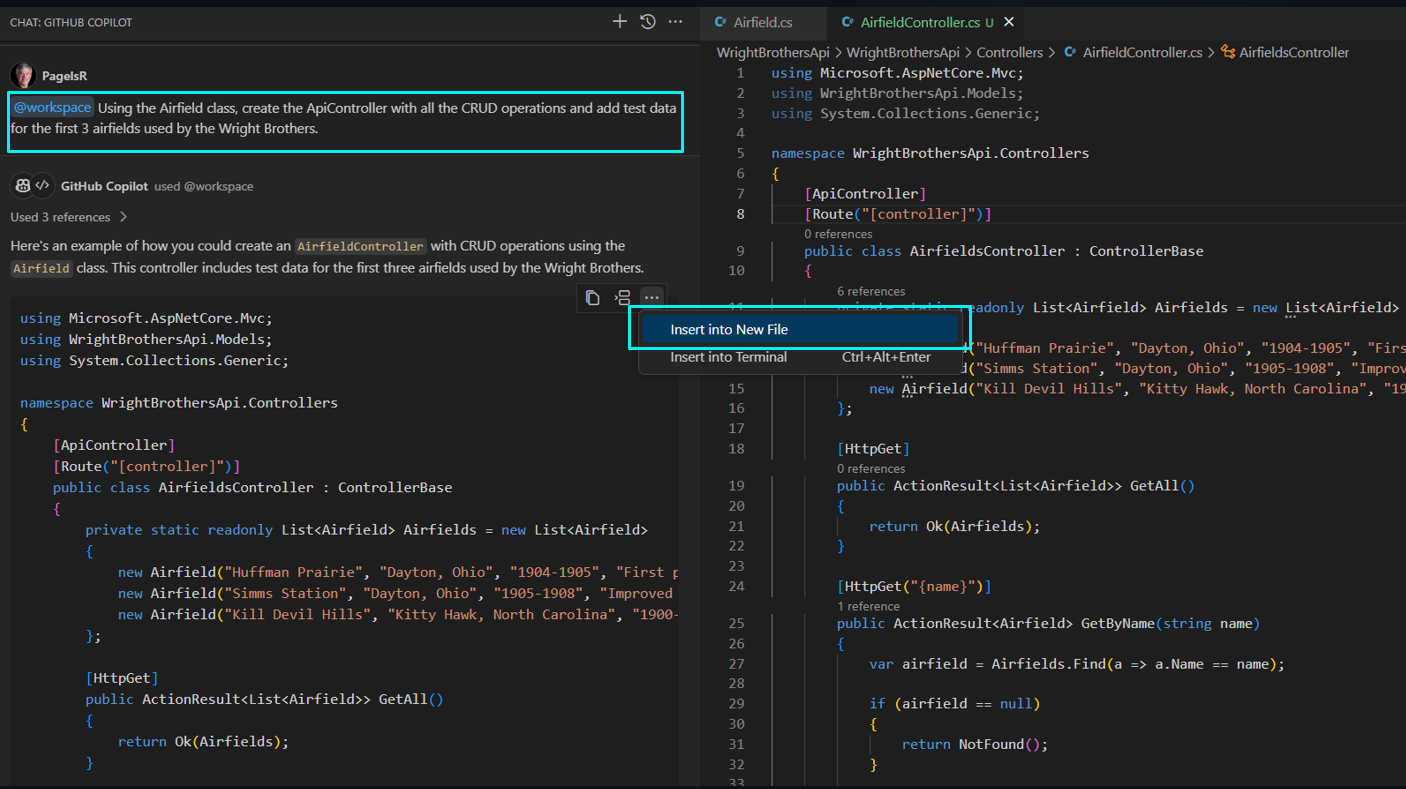 CHAT: GITHUB COPILOT
PagelsR
@workspace Using the Airfield class, create the ApiController with all the CRUD operations and add test data
for the first 3 airfields used by the Wright Brothers.
GitHub Copilot used @workspace
Used 3 references
Here's an example of how you could create an AirfieldController with CRUD operations using the
Airfield class. This controller includes test data for the first three airfields used by the Wright Brothers.
using Microsoft.AspNetCore.Mvc;
using WrightBrothersApi.Models;
using System.Collections.Generic;
namespace WrightBrothersApi.Controllers
{
[ApiController]
[Route("[controller]")]
public class AirfieldsController : ControllerBase
{
private static readonly List<Airfield> Airfields = new List<Airfield>
{
new Airfield("Huffman Prairie", "Dayton, Ohio", "1904-1905", "First p
new Airfield("Simms Station", "Dayton, Ohio", "1905-1908", "Improved
new Airfield("Kill Devil Hills", "Kitty Hawk, North Carolina", "1900-
};
[HttpGet]
public ActionResult<List<Airfield>> GetAll()
{
return Ok(Airfields);
}
Insert into New File
Insert into Terminal Ctrl+Alt+Enter
Airfield.cs
AirfieldController.cs U
WrightBrothersApi > WrightBrothersApi > Controllers > AirfieldController.cs > AirfieldsController
1 using Microsoft.AspNetCore.Mvc;
2 using WrightBrothersApi.Models;
3 using System.Collections.Generic;
4
5 namespace WrightBrothersApi.Controllers
6 {
7 [ApiController]
8 [Route("[controller]")]
0 references
9 public class AirfieldsController : ControllerBase
10 {
6 references
readonly List<Airfield> Airfields = new List<Airfield>
("Huffman Prairie", "Dayton, Ohio", "1904-1905", "Firs
d("Simms Station", "Dayton, Ohio", "1905-1908", "Improve
15 new Airfield("Kill Devil Hills", "Kitty Hawk, North Carolina", "19
16 };
17
18 [HttpGet]
0 references
19 public ActionResult<List<Airfield>> GetAll()
20 {
21 return Ok(Airfields);
22 }
23
24 [HttpGet("{name}")]
1 reference
25 public ActionResult<Airfield> GetByName(string name)
26 {
27 var airfield = Airfields.Find(a => a.Name == name);
28
29 if (airfield == null)
30 {
31 return NotFound();
32 }
33